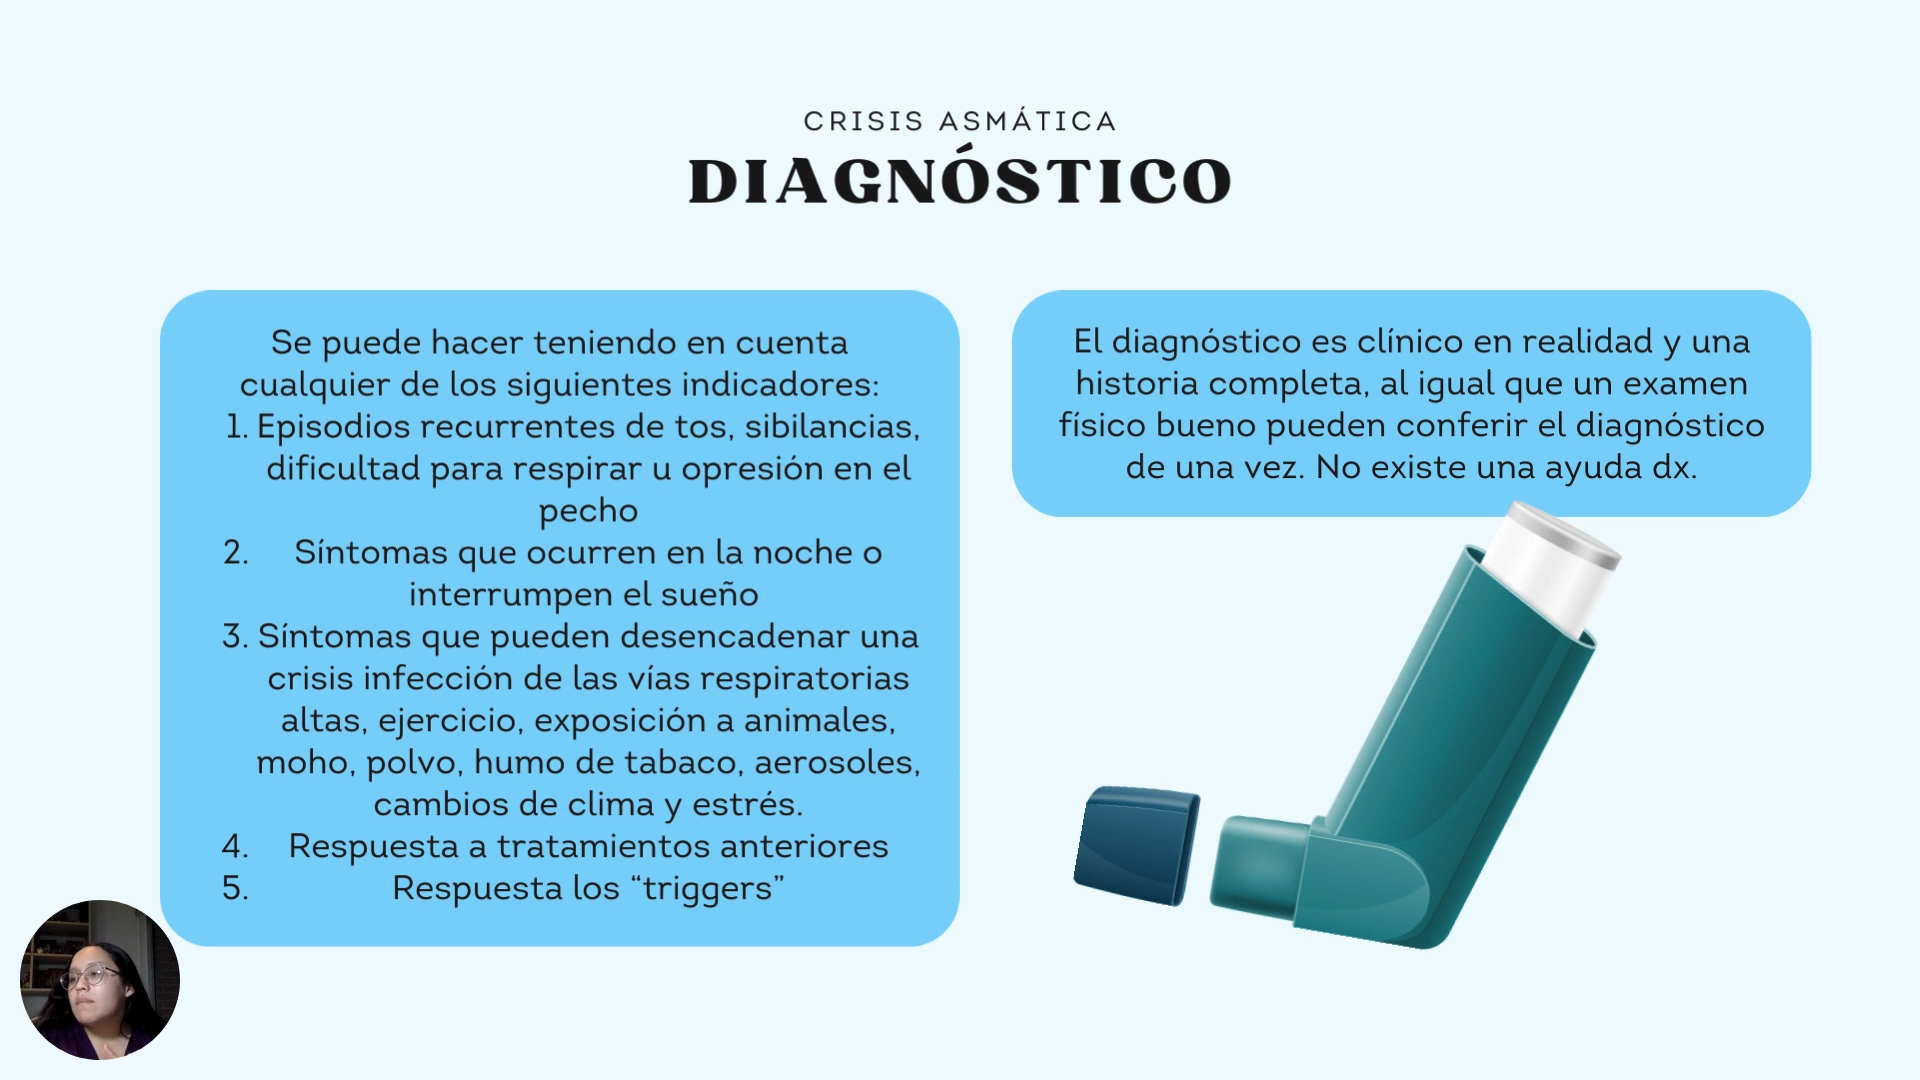 CRISIS ASMÁTICA
DIAGNÓSTICO
Se puede hacer teniendo en cuenta
cualquier de los siguientes indicadores:
1. Episodios recurrentes de tos, sibilancias,
dificultad para respirar u opresión en el
pecho
2. Síntomas que ocurren en la noche o
interrumpen el sueño
3. Síntomas que pueden desencadenar una
crisis infección de las vías respiratorias
altas, ejercicio, exposición a animales,
moho, polvo, humo de tabaco, aerosoles,
cambios de clima y estrés.
4. Respuesta a tratamientos anteriores
5. Respuesta los “triggers”
El diagnóstico es clínico en realidad y una
historia completa, al igual que un examen
físico bueno pueden conferir el diagnóstico
de una vez. No existe una ayuda dx.